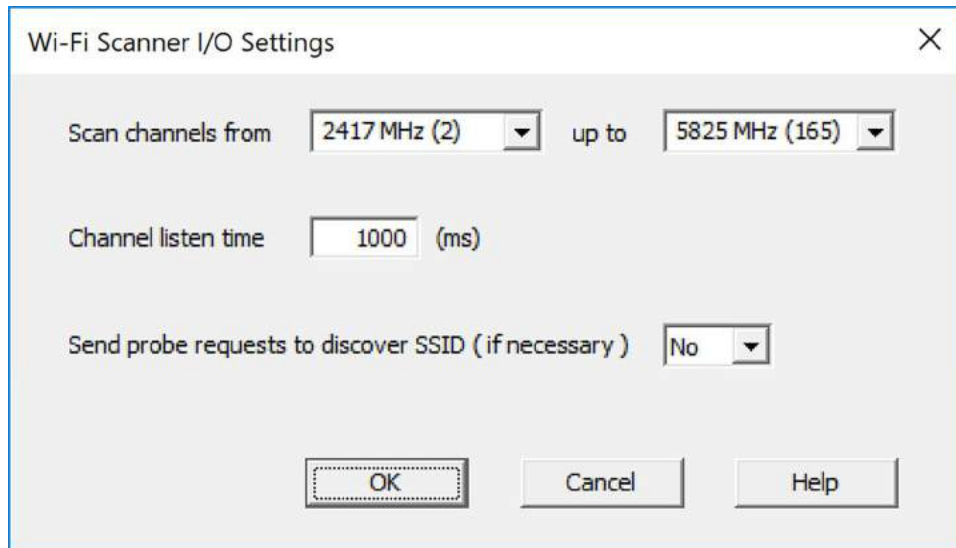 Wi-Fi Scanner I/O Settings
Scan channels from 2417 MHz (2) up to 5825 MHz (165)
Channel listen time 1000 (ms)
Send probe requests to discover SSID ( if necessary ) No
OK Cancel Help